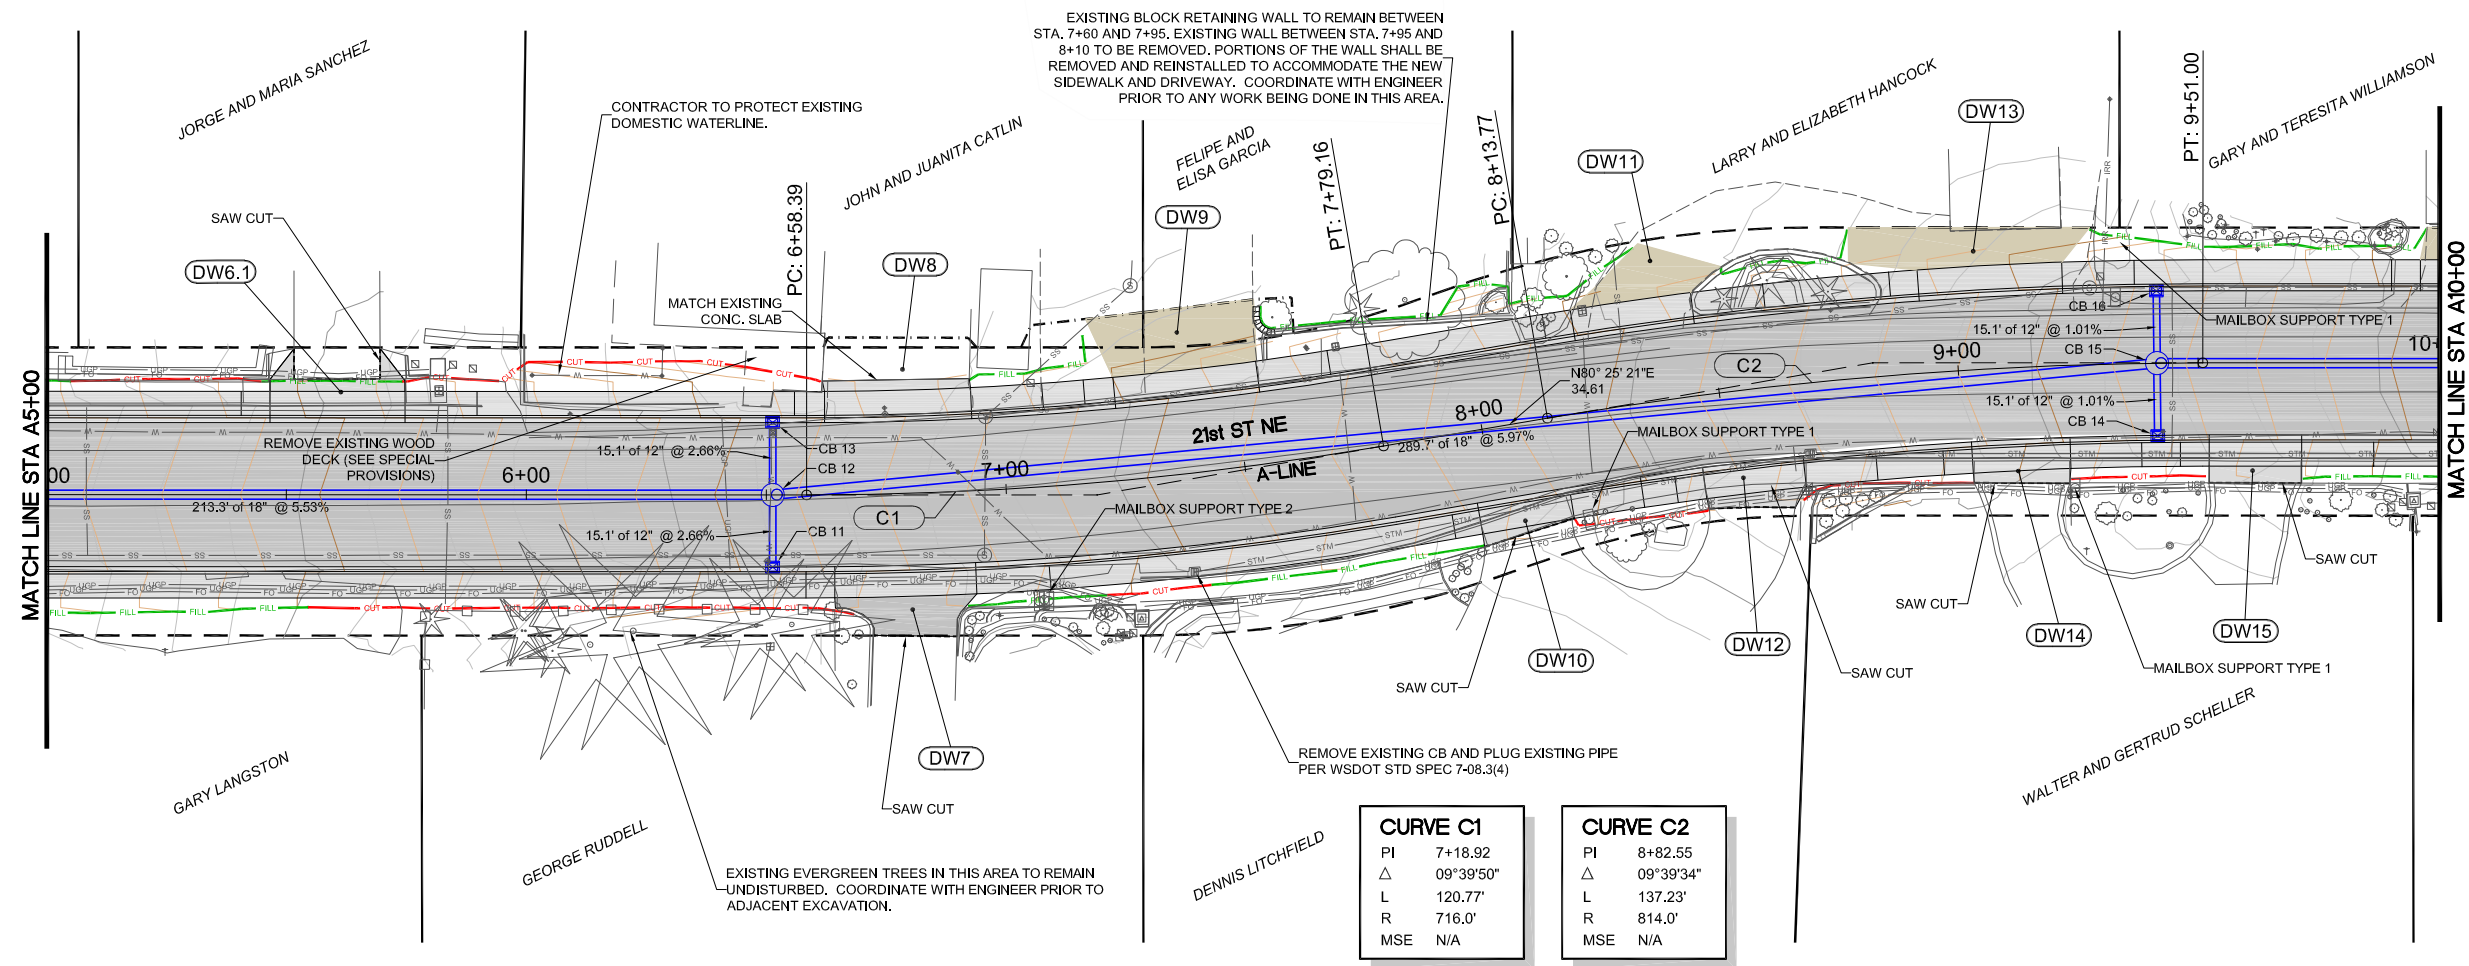 EXISTING BLOCK RETAINING WALL TO REMAIN BETWEEN
STA. 7+60 AND 7+95. EXISTING WALL BETWEEN STA. 7+95 AND
8+10 TO BE REMOVED. PORTIONS OF THE WALL SHALL BE
REMOVED AND REINSTALLED TO ACCOMMODATE THE NEW
SIDEWALK AND DRIVEWAY. COORDINATE WITH ENGINEER
PRIOR TO ANY WORK BEING DONE IN THIS AREA.
JORGE AND MARIA SANCHEZ
CONTRACTOR TO PROTECT EXISTING
DOMESTIC WATERLINE.
JOHN AND JUANITA CATLIN
FELIPE AND
ELISA GARCIA
LARRY AND ELIZABETH HANCOCK
GARY AND TERESITA WILLIAMSON
PC: 6+58.39
PT: 7+79.16
PC: 8+13.77
PT: 9+51.00
SAW CUT
DW6.1
DW8
DW9
DW11
DW13
MATCH EXISTING
CONC. SLAB
MATCH LINE STA A5+00
MATCH LINE STA A10+00
REMOVE EXISTING WOOD
DECK (SEE SPECIAL
PROVISIONS)
00
6+00
7+00
8+00
9+00
10+
213.3' of 18" @ 5.53%
15.1' of 12" @ 2.66%
15.1' of 12" @ 2.66%
CB 13
CB 12
CB 11
C1
21st ST NE
A-LINE
289.7' of 18" @ 5.97%
N80° 25' 21"E
34.61
C2
CB 16
15.1' of 12" @ 1.01%
CB 15
15.1' of 12" @ 1.01%
CB 14
MAILBOX SUPPORT TYPE 1
MAILBOX SUPPORT TYPE 1
MAILBOX SUPPORT TYPE 2
SAW CUT
SAW CUT
DW14
DW15
DW12
DW10
SAW CUT
SAW CUT
MAILBOX SUPPORT TYPE 1
DW7
SAW CUT
REMOVE EXISTING CB AND PLUG EXISTING PIPE
PER WSDOT STD SPEC 7-08.3(4)
GARY LANGSTON
GEORGE RUDDELL
DENNIS LITCHFIELD
WALTER AND GERTRUD SCHELLER
EXISTING EVERGREEN TREES IN THIS AREA TO REMAIN
UNDISTURBED. COORDINATE WITH ENGINEER PRIOR TO
ADJACENT EXCAVATION.
CURVE C1
PI 7+18.92
Δ 09°39'50"
L 120.77'
R 716.0'
MSE N/A
CURVE C2
PI 8+82.55
Δ 09°39'34"
L 137.23'
R 814.0'
MSE N/A